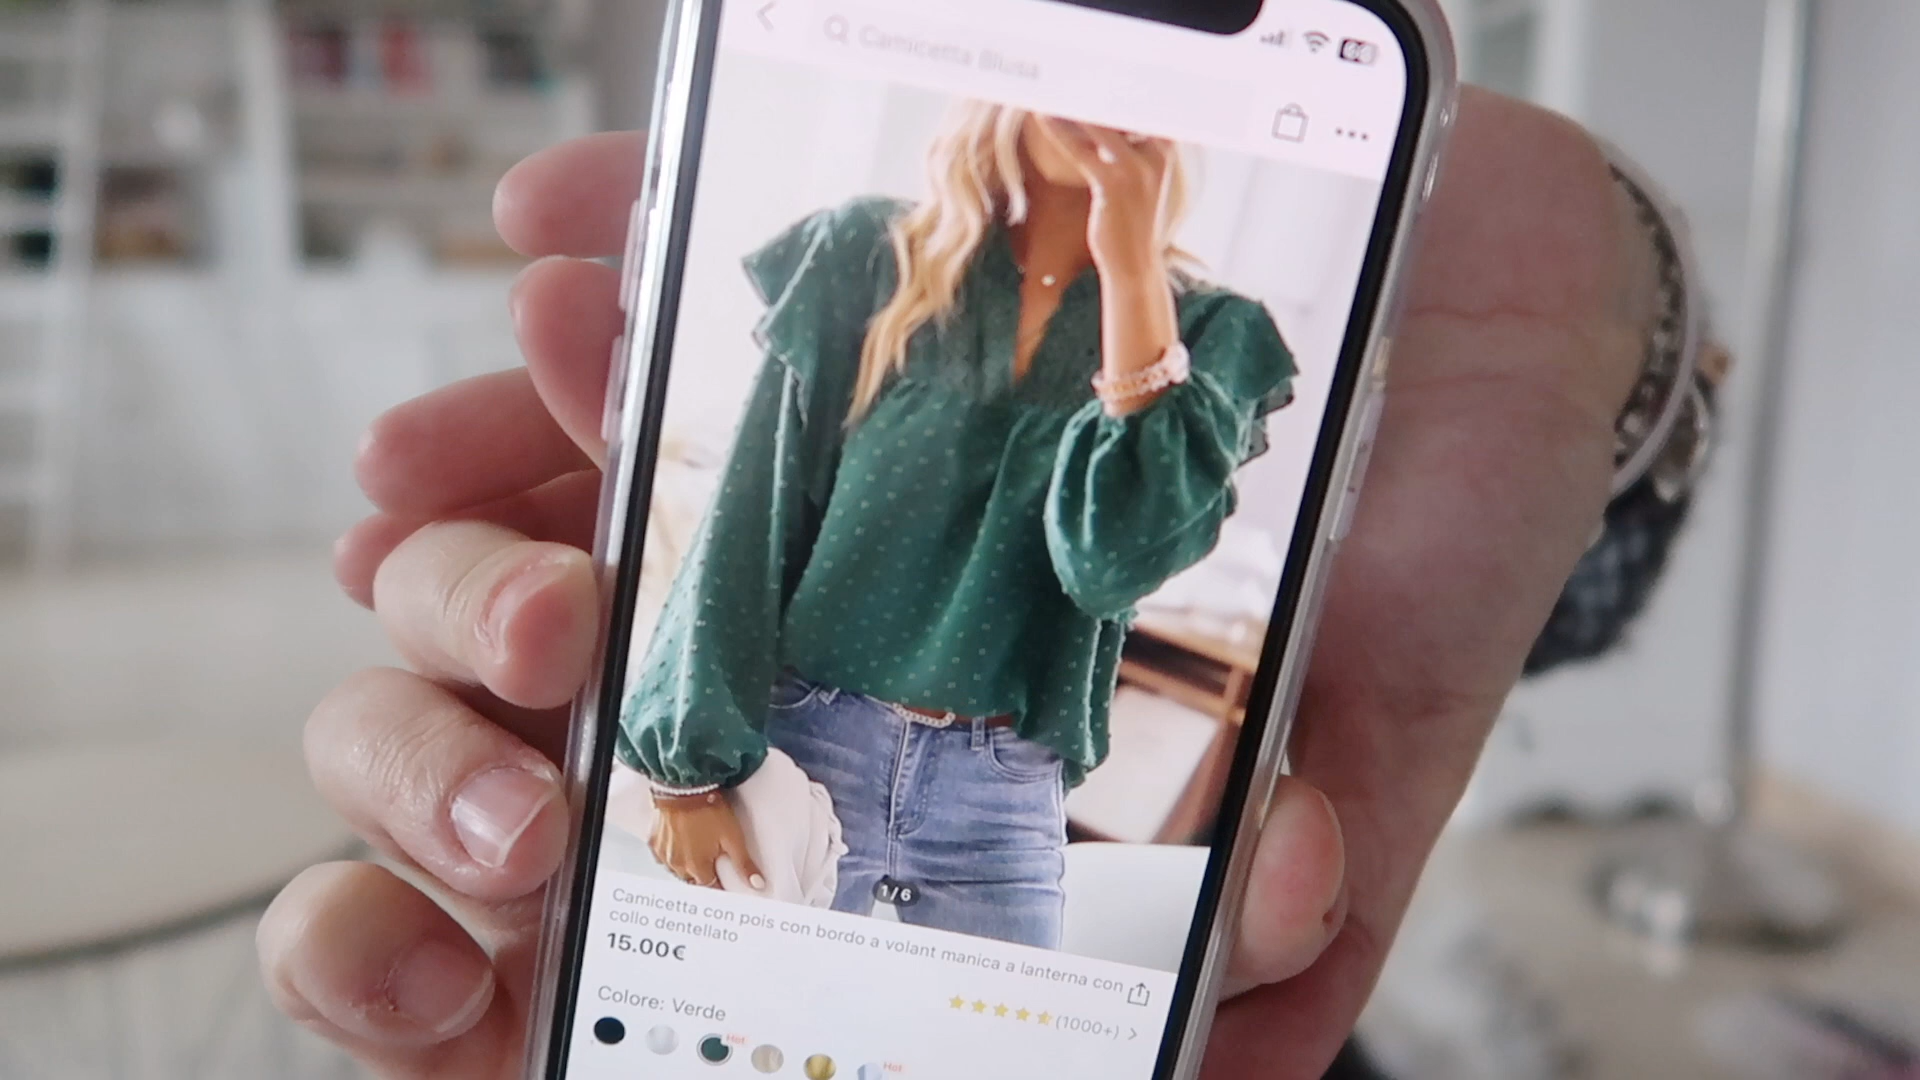 Camicetta Blusa
1/6
Camicetta con pois con bordo a volant manica a lanterna con
collo dentellato
15.00€
(1000+)
Colore: Verde
Hot
Hot